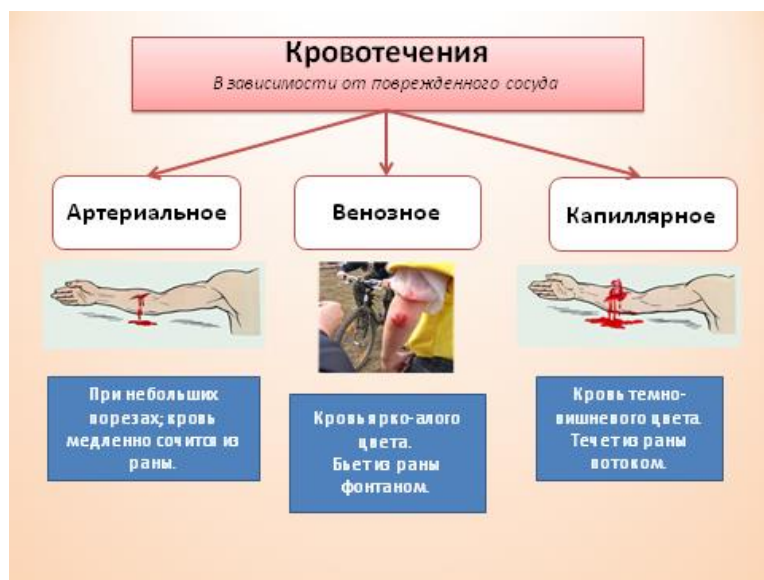 Кровотечения
В зависимости от поврежденного сосуда
Артериальное
Венозное
Капиллярное
При небольших
порезах; кровь
медленно сочится из
раны.
Кровь ярко-алого
цвета.
Бьет из раны
фонтаном.
Кровь темно-
вишневого цвета.
Течет из раны
потоком.